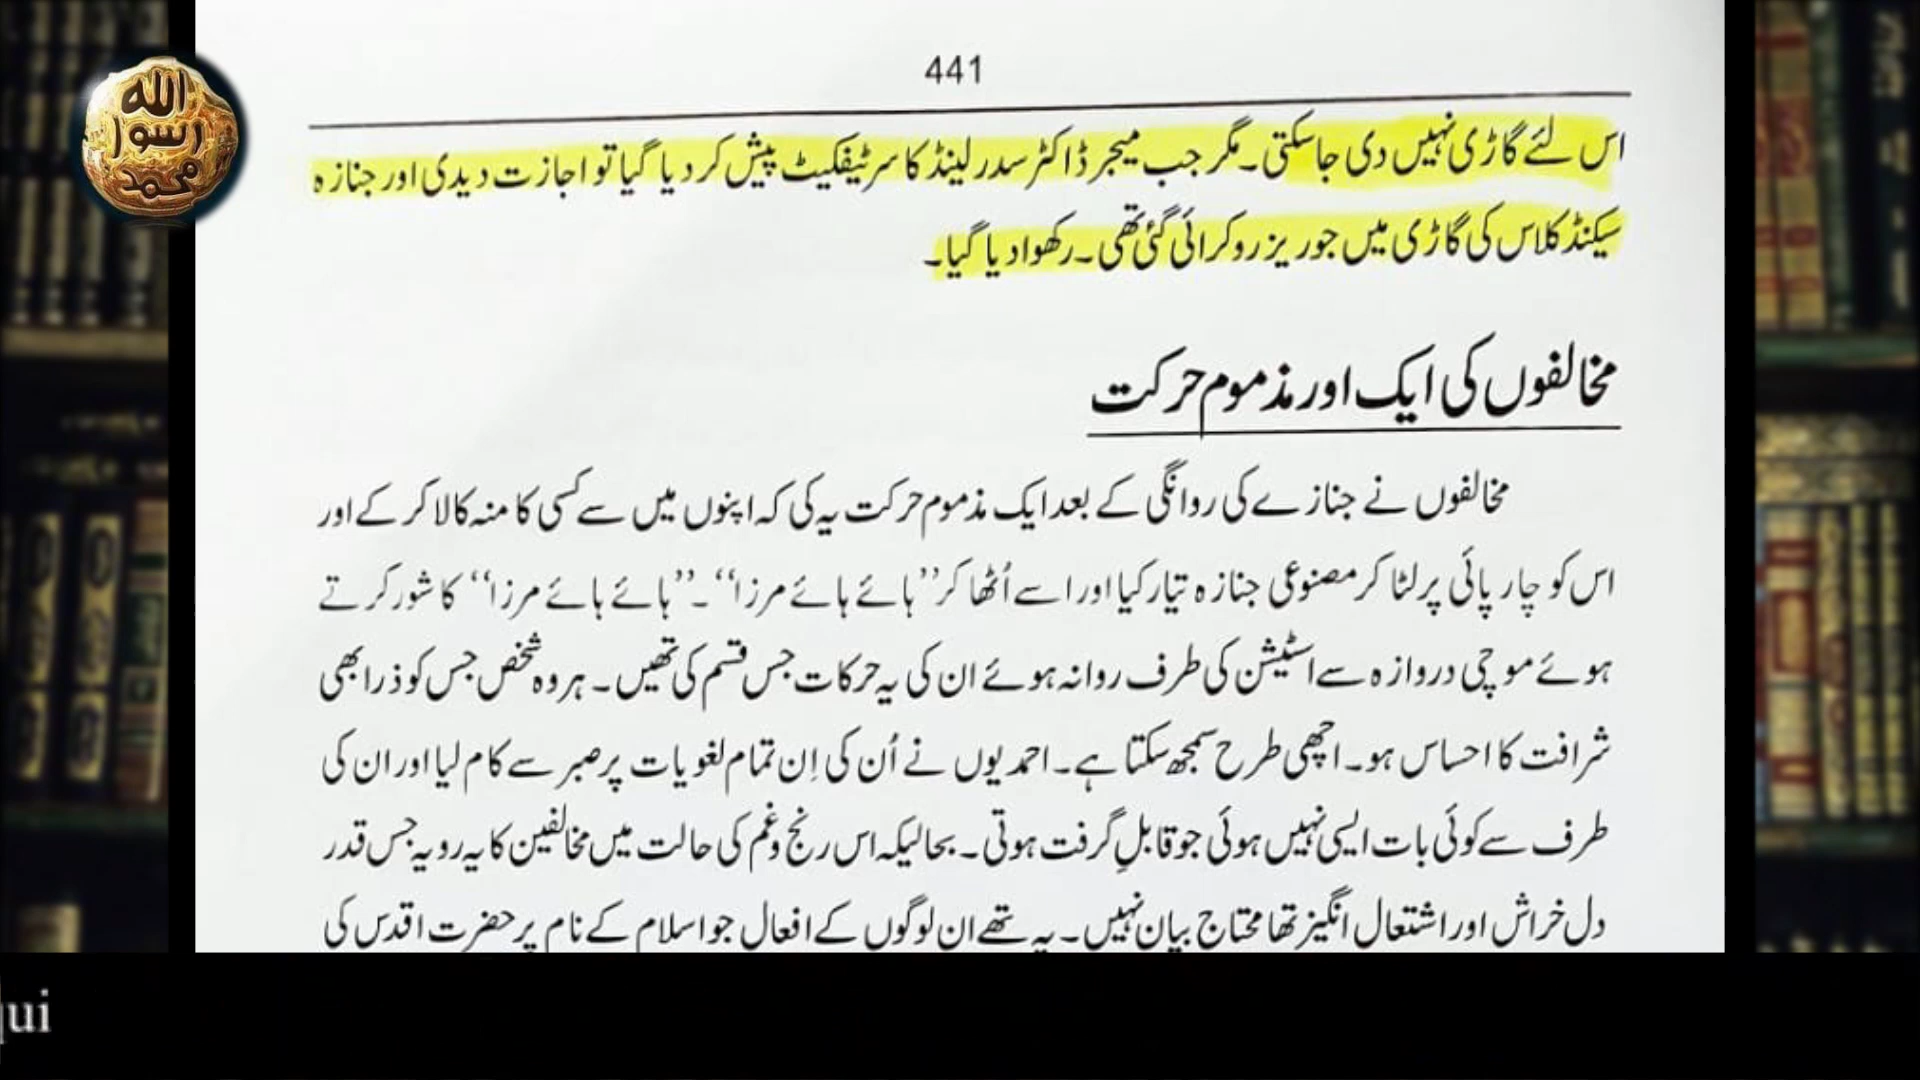 441
اس لئے گاڑی نہیں دی جاسکتی۔ مگر جب میجر ڈاکٹر سدرلینڈ کا سرٹیفکیٹ پیش کر دیا گیا تو اجازت دیدی اور جنازہ
سیکنڈ کلاس کی گاڑی میں جو ریزرو کرائی گئی تھی۔ رکھوا دیا گیا۔
مخالفوں کی ایک اور مذموم حرکت
مخالفوں نے جنازے کی روانگی کے بعد ایک مذموم حرکت یہ کی کہ اپنوں میں سے کسی کا منہ کالا کر کے اور
اس کو چارپائی پر لٹا کر مصنوعی جنازہ تیار کیا اور اسے اُٹھا کر ’’ہائے ہائے مرزا‘‘۔ ’’ہائے ہائے مرزا‘‘ کا شور کرتے
ہوئے موچی دروازہ سے اسٹیشن کی طرف روانہ ہوئے ان کی یہ حرکات جس قسم کی تھیں۔ ہر وہ شخص جس کو ذرا بھی
شرافت کا احساس ہو۔ اچھی طرح سمجھ سکتا ہے۔ احمدیوں نے اُن کی اِن تمام لغویات پر صبر سے کام لیا اور ان کی
طرف سے کوئی بات ایسی نہیں ہوئی جو قابلِ گرفت ہوتی۔ بحالیکہ اس رنج و غم کی حالت میں مخالفین کا یہ رویہ جس قدر
دل خراش اور اشتعال انگیز تھا محتاج بیان نہیں۔ یہ تھے ان لوگوں کے افعال جو اسلام کے نام پر حضرت اقدس کی
الله
رسول
محمد
qui